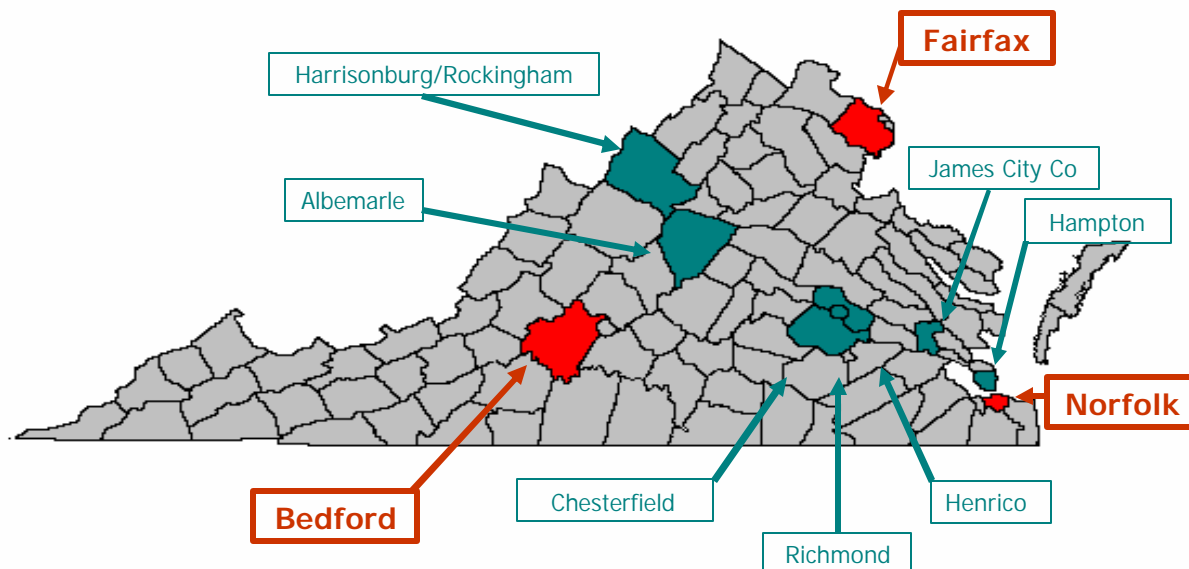 Fairfax
Harrisonburg/Rockingham
James City Co
Albemarle
Hampton
Norfolk
Chesterfield
Henrico
Bedford
Richmond